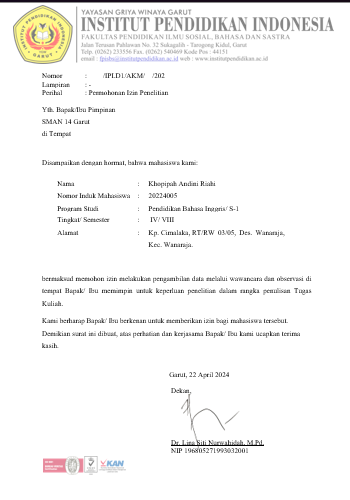 YAYASAN GRIYA WINAYA GARUT
INSTITUT PENDIDIKAN INDONESIA
FAKULTAS PENDIDIKAN ILMU SOSIAL, BAHASA DAN SASTRA
Jalan Terusan Pahlawan No. 32 Sukagalih - Tarogong Kidul, Garut
Telp. (0262) 233556 Fax. (0262) 540469 Kode Pos : 44151
email : fpisbs@institutpendidikan.ac.id web : www.institutpendidikan.ac.id
Nomor : /IPI.D1/AKM/ /202
Lampiran : -
Perihal : Permohonan Izin Penelitian
Yth. Bapak/Ibu Pimpinan
SMAN 14 Garut
di Tempat
Disampaikan dengan hormat, bahwa mahasiswa kami:
Nama : Khopipah Andini Riahi
Nomor Induk Mahasiswa : 20224005
Program Studi : Pendidikan Bahasa Inggris/ S-1
Tingkat/ Semester : IV/ VIII
Alamat : Kp. Cimalaka, RT/RW 03/05, Des. Wanaraja,
Kec. Wanaraja.
bermaksud memohon izin melakukan pengambilan data melalui wawancara dan observasi di
tempat Bapak/ Ibu memimpin untuk keperluan penelitian dalam rangka penulisan Tugas
Kuliah.
Kami berharap Bapak/ Ibu berkenan untuk memberikan izin bagi mahasiswa tersebut.
Demikian surat ini dibuat, atas perhatian dan kerjasama Bapak/ Ibu kami ucapkan terima
kasih.
Garut, 22 April 2024
Dekan,
Dr. Lina Siti Nurwahidah, M.Pd.
NIP 196805271993032001
KAN